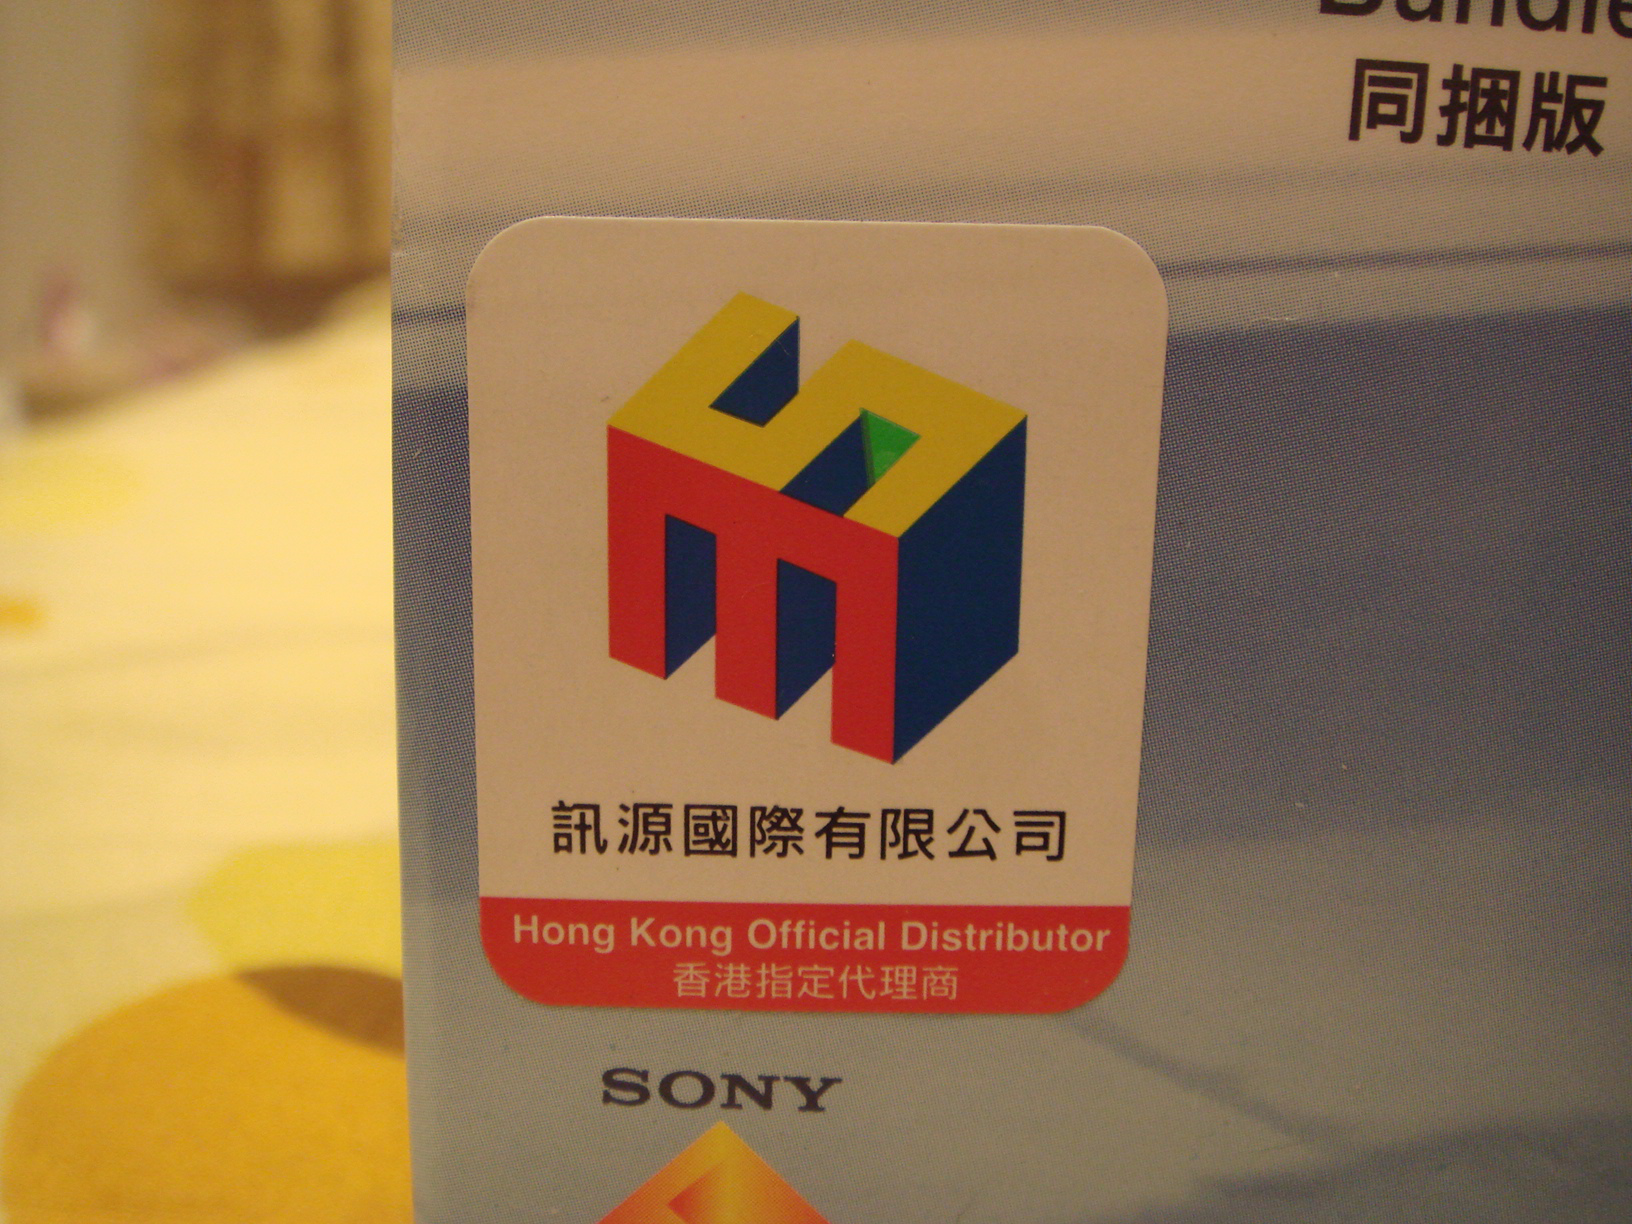 Bundle
同捆版
訊源國際有限公司
Hong Kong Official Distributor
香港指定代理商
SONY